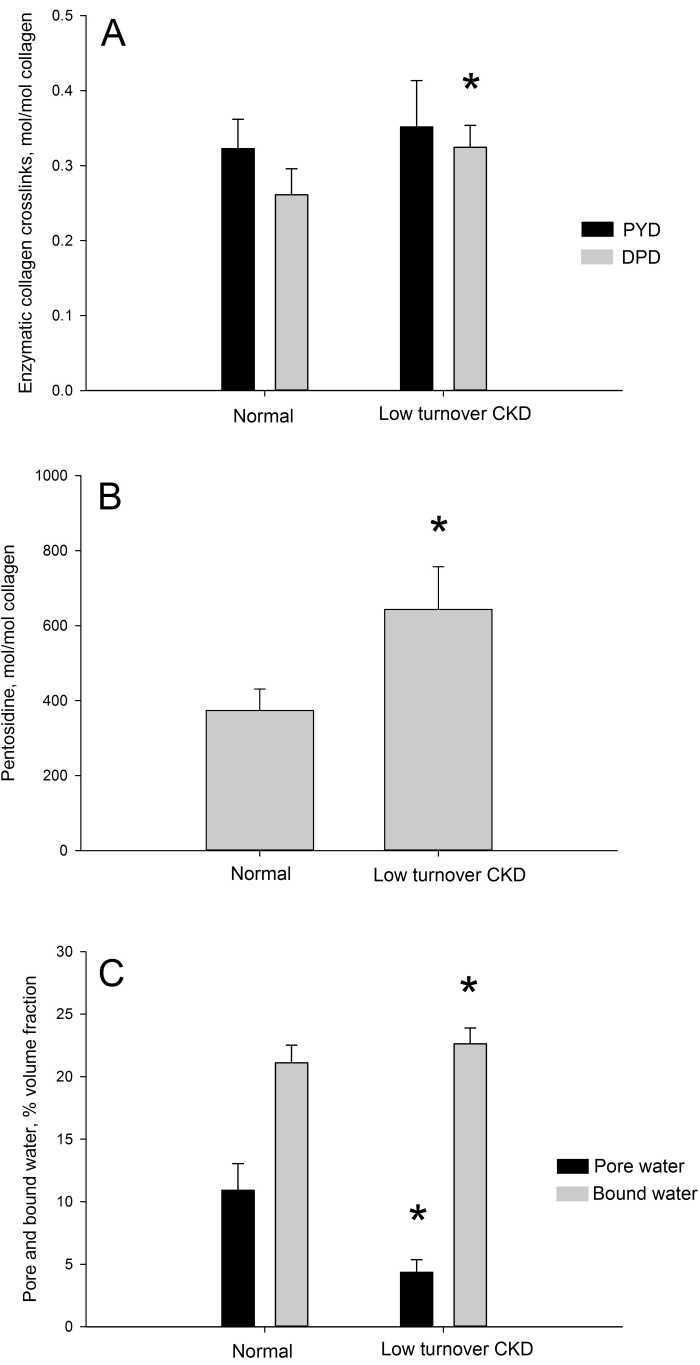 A
Enzymatic collagen crosslinks, mol/mol collagen
0.5
0.4
0.3
0.2
0.1
0.0
*
PYD
DPD
Normal
Low turnover CKD
B
Pentosidine, mol/mol collagen
1000
800
600
400
200
0
*
Normal
Low turnover CKD
C
Pore and bound water, % volume fraction
30
25
20
15
10
5
0
*
*
Pore water
Bound water
Normal
Low turnover CKD